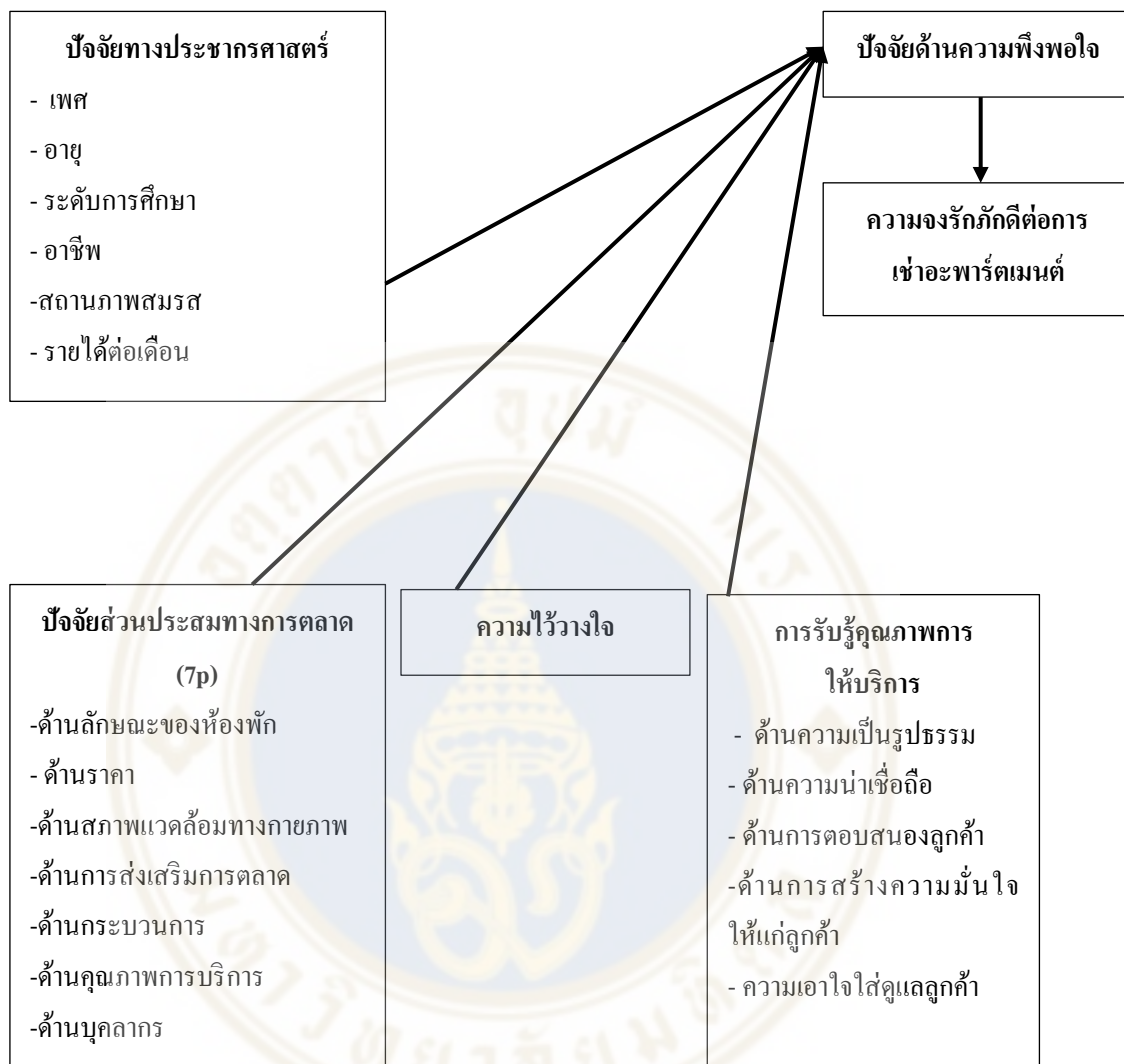 ปัจจัยทางประชากรศาสตร์
- เพศ
- อายุ
- ระดับการศึกษา
- อาชีพ
-สถานภาพสมรส
- รายได้ต่อเดือน
ปัจจัยด้านความพึงพอใจ
ความจงรักภักดีต่อการ
เช่าอะพาร์ตเมนต์
ปัจจัยส่วนประสมทางการตลาด
(7p)
-ด้านลักษณะของห้องพัก
- ด้านราคา
-ด้านสภาพแวดล้อมทางกายภาพ
-ด้านการส่งเสริมการตลาด
-ด้านกระบวนการ
-ด้านคุณภาพการบริการ
-ด้านบุคลากร
ความไว้วางใจ
การรับรู้คุณภาพการ
ให้บริการ
- ด้านความเป็นรูปธรรม
- ด้านความน่าเชื่อถือ
- ด้านการตอบสนองลูกค้า
-ด้านการสร้างความมั่นใจ
ให้แก่ลูกค้า
- ความเอาใจใส่ดูแลลูกค้า